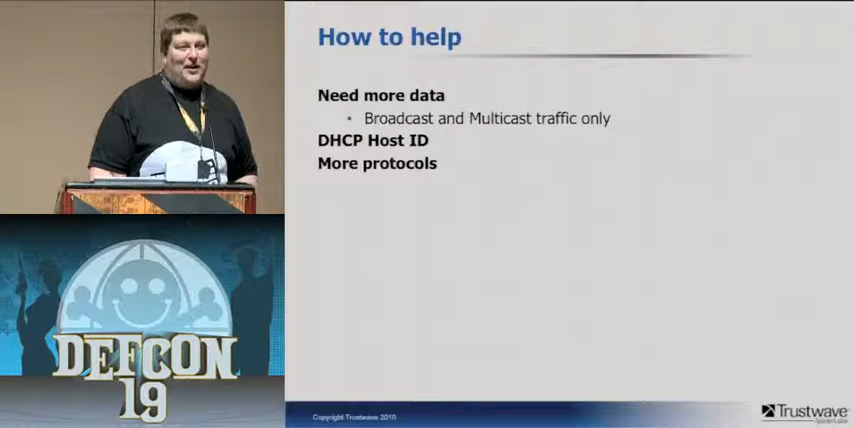 How to help
Need more data
• Broadcast and Multicast traffic only
DHCP Host ID
More protocols
DEFCON
19
Copyright Trustwave 2010
Trustwave
SpiderLabs